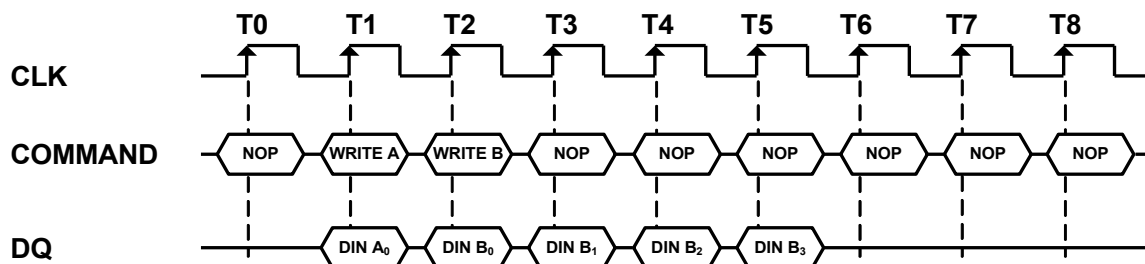 T0 T1 T2 T3 T4 T5 T6 T7 T8
CLK
COMMAND NOP WRITE A WRITE B NOP NOP NOP NOP NOP NOP
DQ DIN A₀ DIN B₀ DIN B₁ DIN B₂ DIN B₃